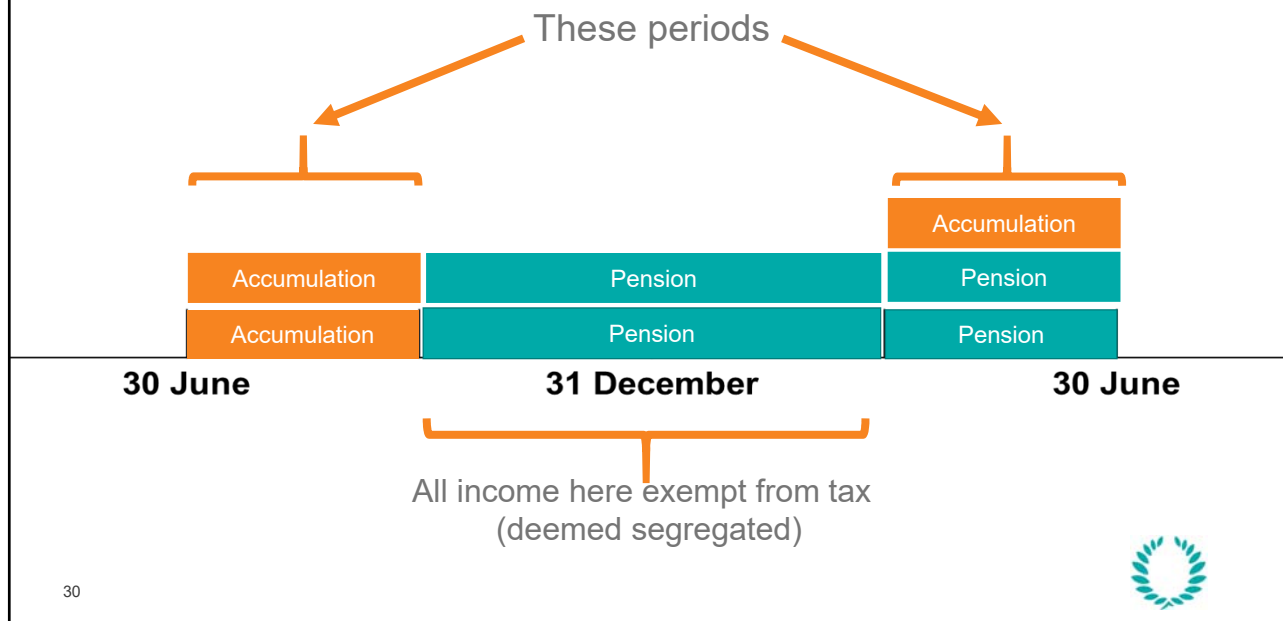 These periods
Accumulation
Accumulation Pension Pension
Accumulation Pension Pension
30 June 31 December 30 June
All income here exempt from tax
(deemed segregated)
30